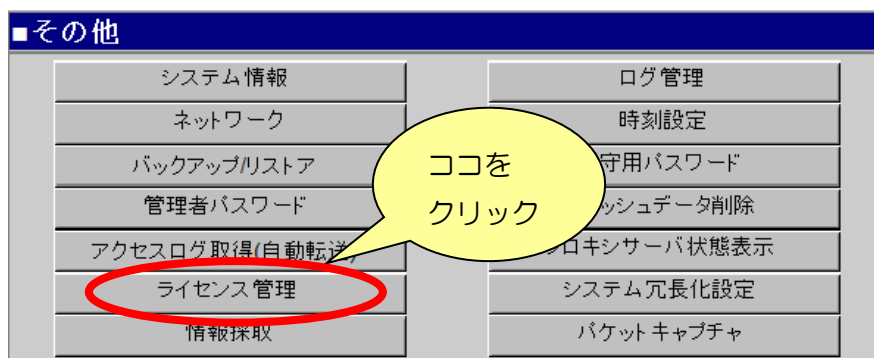 ■その他
システム情報
ログ管理
ネットワーク
時刻設定
バックアップ/リストア
守用パスワード
管理者パスワード
ッシュデータ削除
アクセスログ取得(自動転送)
ロキシサーバ状態表示
ライセンス管理
システム冗長化設定
情報採取
パケットキャプチャ
ココを
クリック